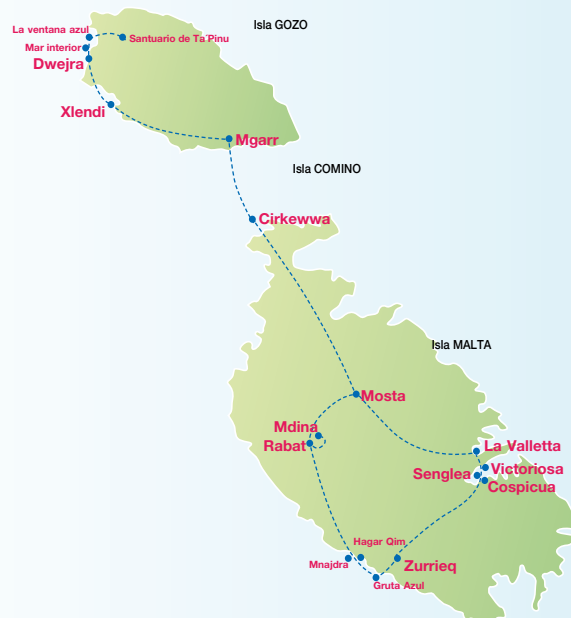 Isla GOZO
La ventana azul
Santuario de Ta Pinu
Mar interior
Dwejra
Xlendi
Mgarr
Isla COMINO
Cirkewwa
Isla MALTA
Mosta
Mdina
Rabat
La Valletta
Victoriosa
Senglea
Cospicua
Hagar Qim
Mnajdra
Zurrieq
Gruta Azul